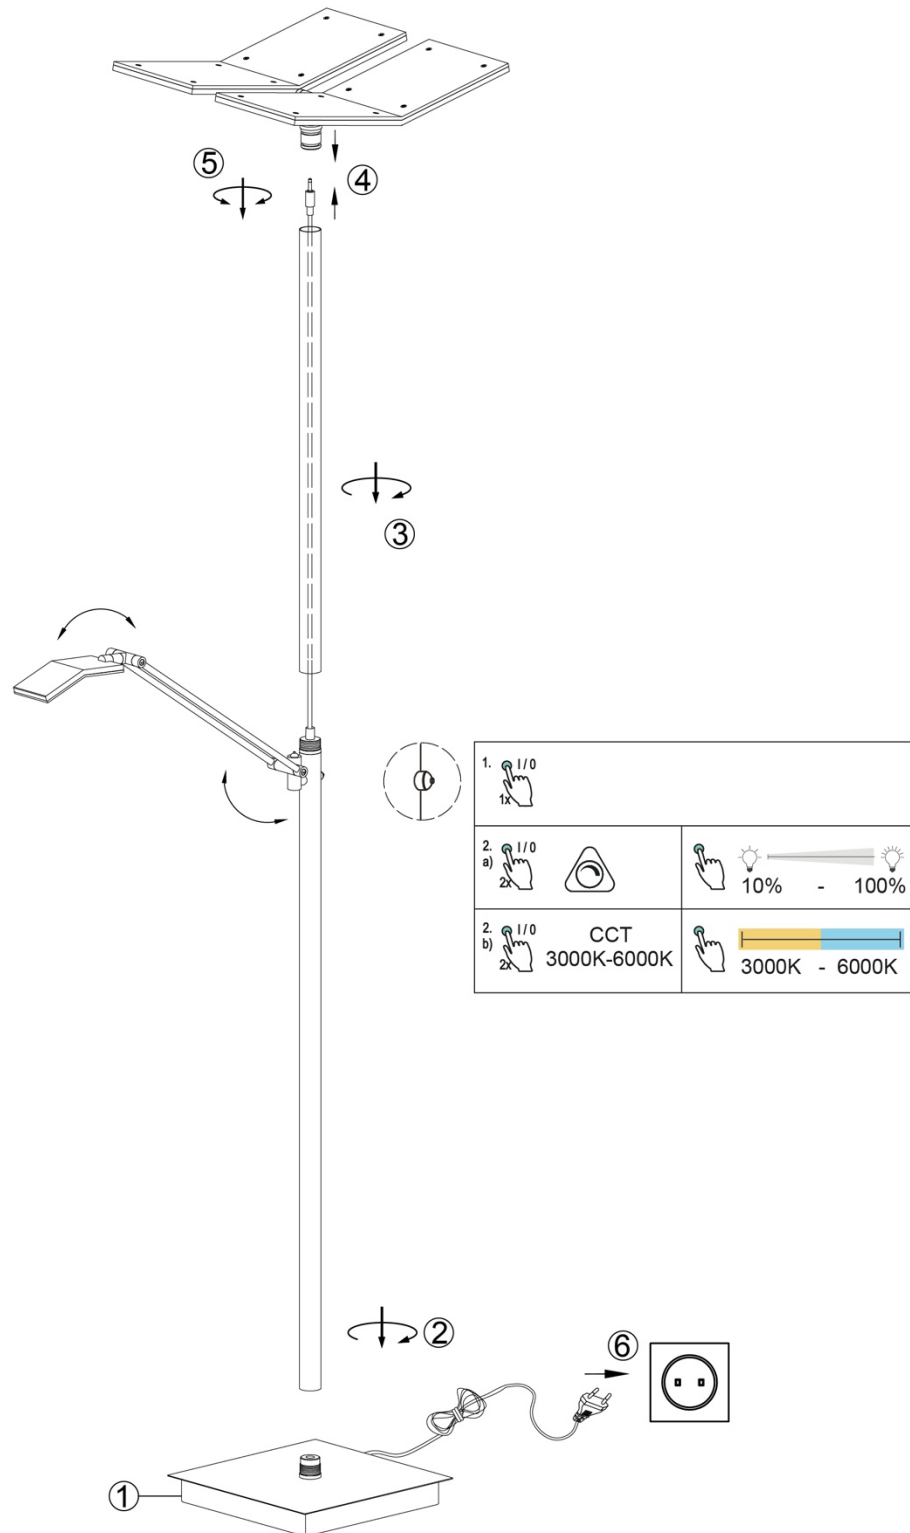 ⑤
④
③
1. I / 0
1x
2. I / 0
a)
2x
10% - 100%
2. I / 0
b)
2x
CCT
3000K-6000K
3000K - 6000K
②
⑥
①